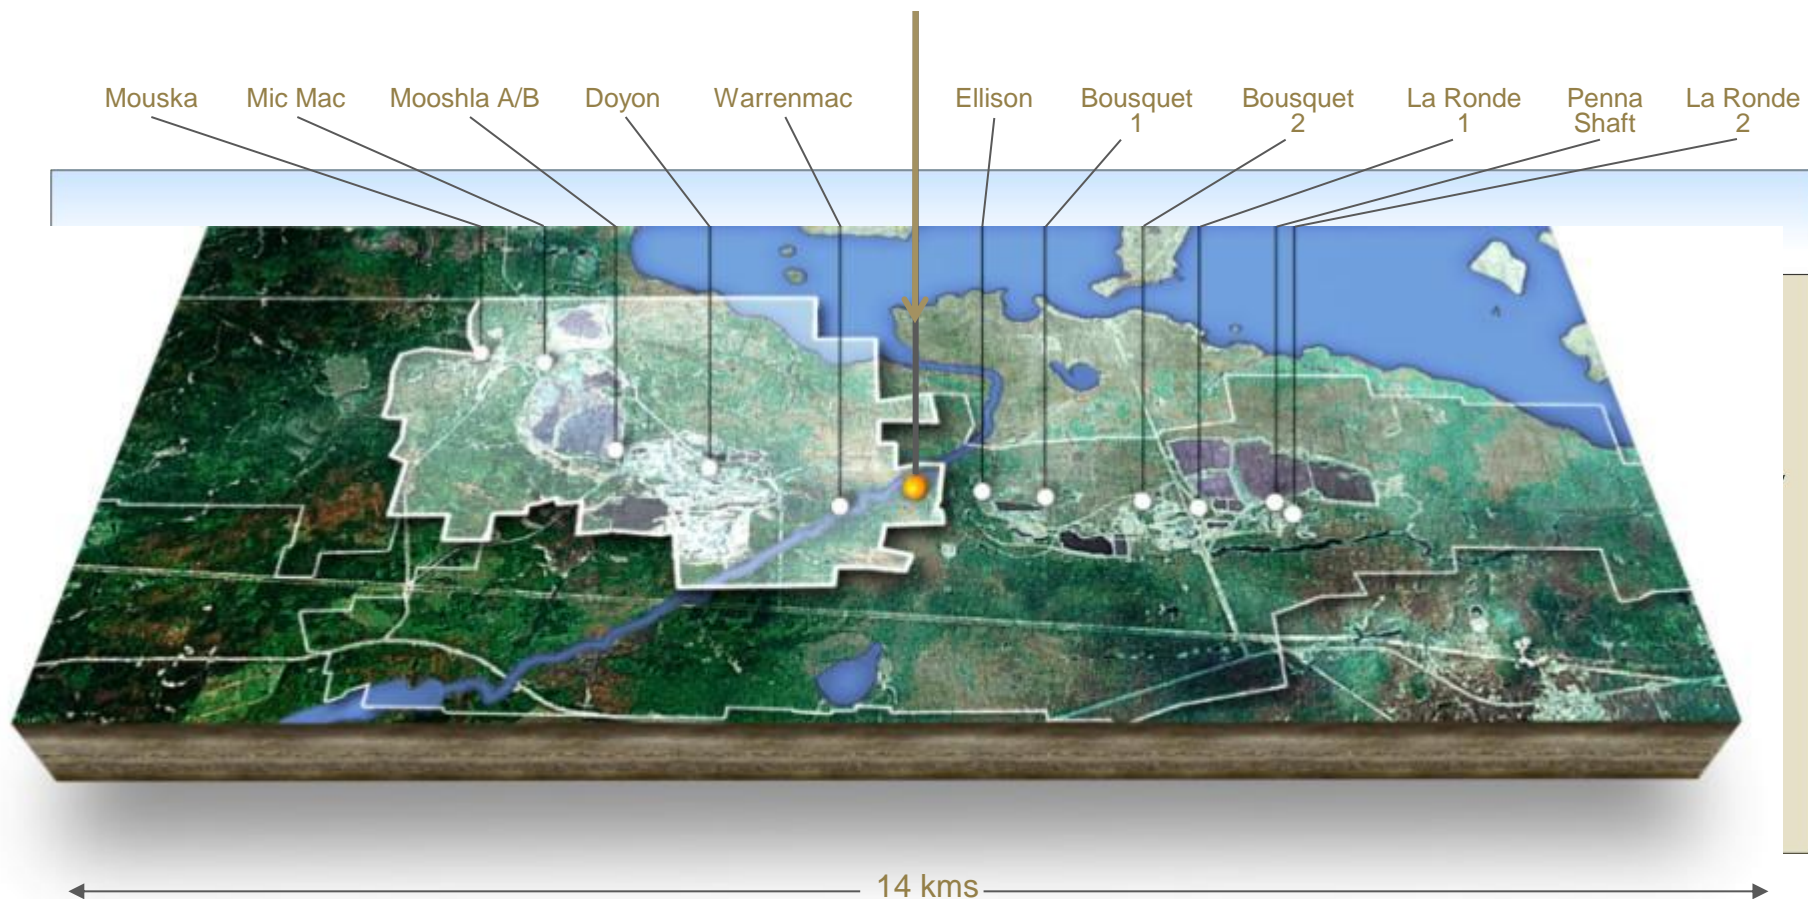 Mouska
Mic Mac
Mooshla A/B
Doyon
Warrenmac
Ellison
Bousquet
1
Bousquet
2
La Ronde
1
Penna
Shaft
La Ronde
2
14 kms